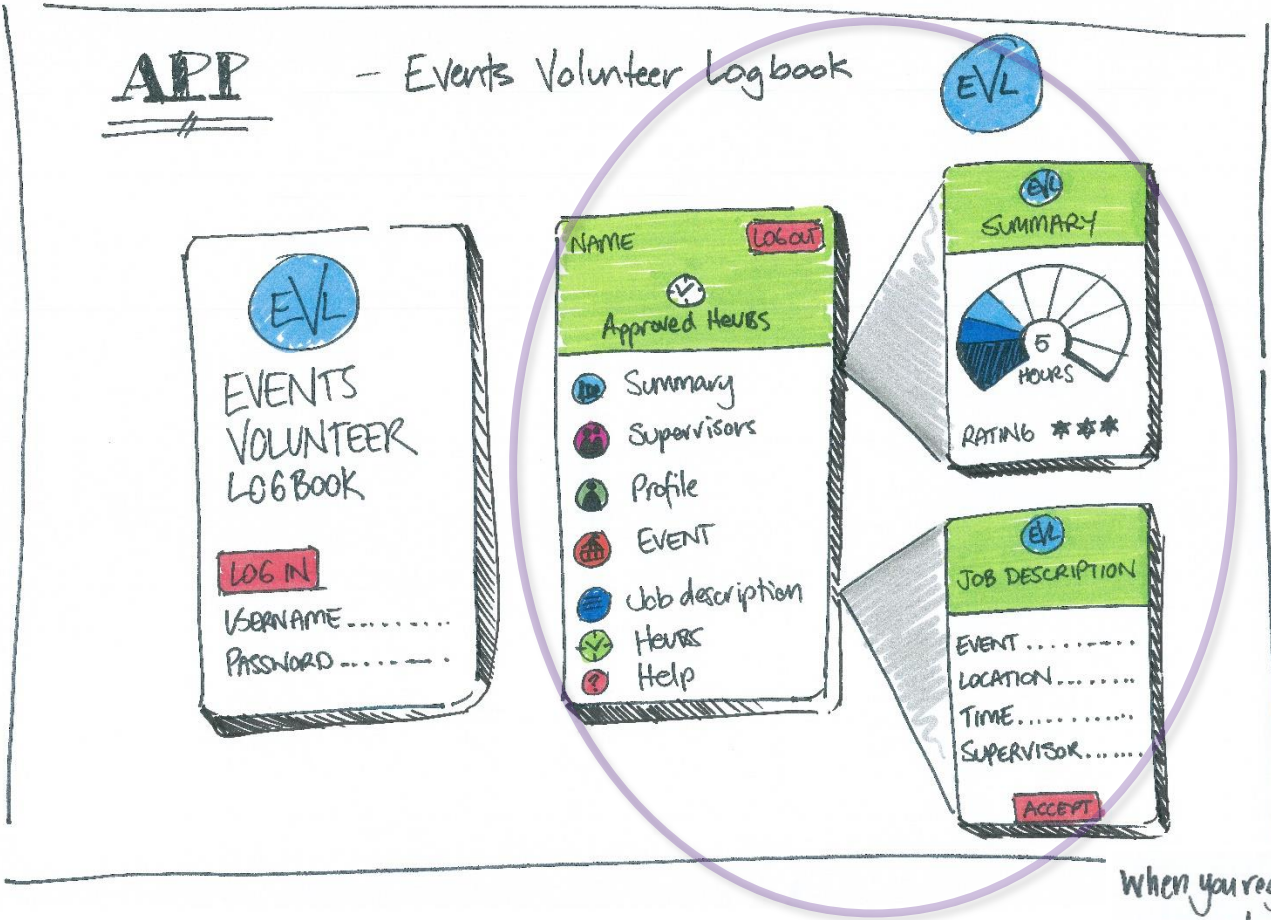 APP - Events Volunteer Logbook
EVL
EVL
EVENTS
VOLUNTEER
LOGBOOK
LOG IN
USERNAME.........
PASSWORD.........
NAME LOGOUT
Approved HOURS
Summary
Supervisors
Profile
EVENT
Job description
HOURS
Help
EVL
SUMMARY
5
HOURS
RATING ***
EVL
JOB DESCRIPTION
EVENT.........
LOCATION........
TIME...........
SUPERVISOR.......
ACCEPT
When you